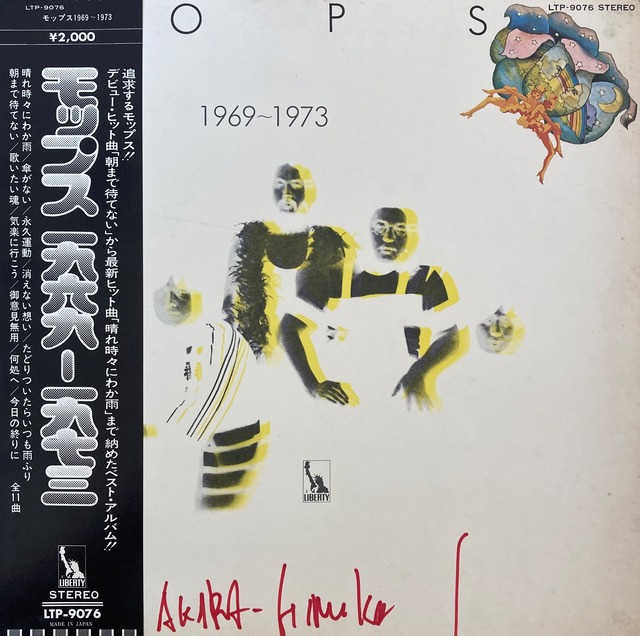 LTP-9076
モップス1969~1973
¥2,000
追求するモップス!!
デビュー・ヒット曲「朝まで待てない」から最新ヒット曲「晴れ時々にわか雨」まで納めたベスト・アルバム!!
モップス 一九六九－一九七三
晴れ時々にわか雨/傘がない/永久運動/消えない想い/たどりついたらいつも雨ふり
朝まで待てない/歌いたい魂/気楽に行こう/御意見無用/何処へ/今日の終りに 全11曲
LIBERTY
STEREO
LTP-9076
MADE IN JAPAN
OPS
LTP-9076 STEREO
1969~1973
LIBERTY